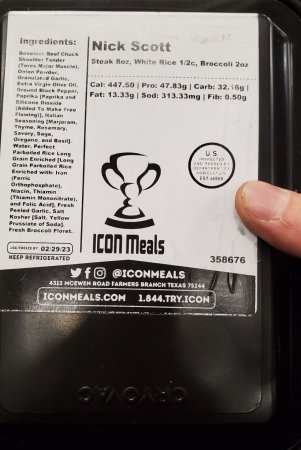 Ingredients:
Boneless Beef Chuck
Shoulder Tender
(Teres Major Muscle),
Onion Powder,
Granulated Garlic,
Extra Virgin Olive Oil,
Ground Black Pepper,
Paprika (Paprika and
Silicone Dioxide
(Added To Make Free
Flowing)), Italian
Seasoning [Marjoram,
Thyme, Rosemary,
Savory, Sage,
Oregano, and Basil].
Water, Perfect
Parboiled Rice Long
Grain Enriched [Long
Grain Parboiled Rice
Enriched with: Iron
(Ferric
Orthophosphate),
Niacin, Thiamin
(Thiamin Mononitrate),
and Folic Acid], Fresh
Peeled Garlic, Salt
Kosher (Salt, Yellow
Prussiate of Soda).
Fresh Broccoli Floret.
USE/FREEZE BY: 02/29/23
KEEP REFRIGERATED
Nick Scott
Steak 8oz, White Rice 1/2c, Broccoli 2oz
Cal: 447.50 | Pro: 47.83g | Carb: 32.16g |
Fat: 13.33g | Sod: 313.33mg | Fib: 0.50g
U.S.
INSPECTED
AND PASSED BY
DEPARTMENT OF
AGRICULTURE
EST.
ICON Meals
358676
@ICONMEALS
4312 MCEWEN ROAD FARMERS BRANCH TEXAS 75244
ICONMEALS.COM 1.844.TRY.ICON
CRYOVAC